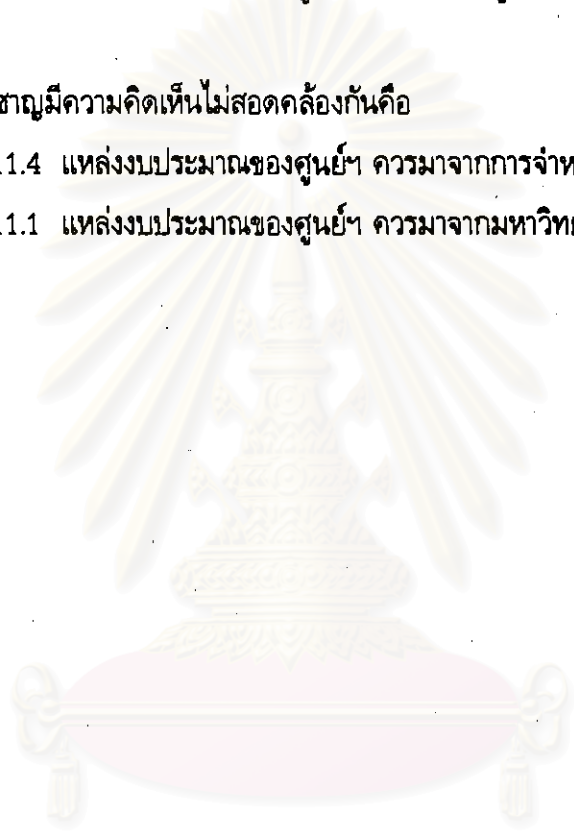 ชาญมีความคิดเห็นไม่สอดคล้องกันคือ
.1.4 แหล่งงบประมาณของศูนย์ฯ ควรมาจากการจำห
.1.1 แหล่งงบประมาณของศูนย์ฯ ควรมาจากมหาวิทย